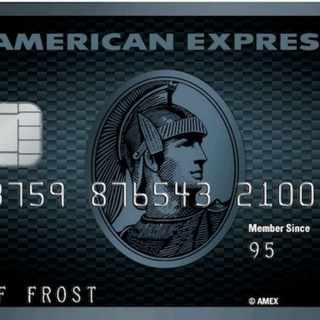 AMERICAN EXPRESS
3759 876543 2100
Member Since
95
F FROST
© AMEX